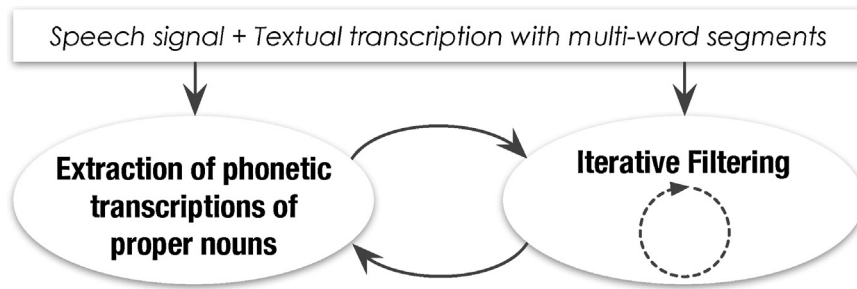 Speech signal + Textual transcription with multi-word segments
Extraction of phonetic
transcriptions of
proper nouns
Iterative Filtering